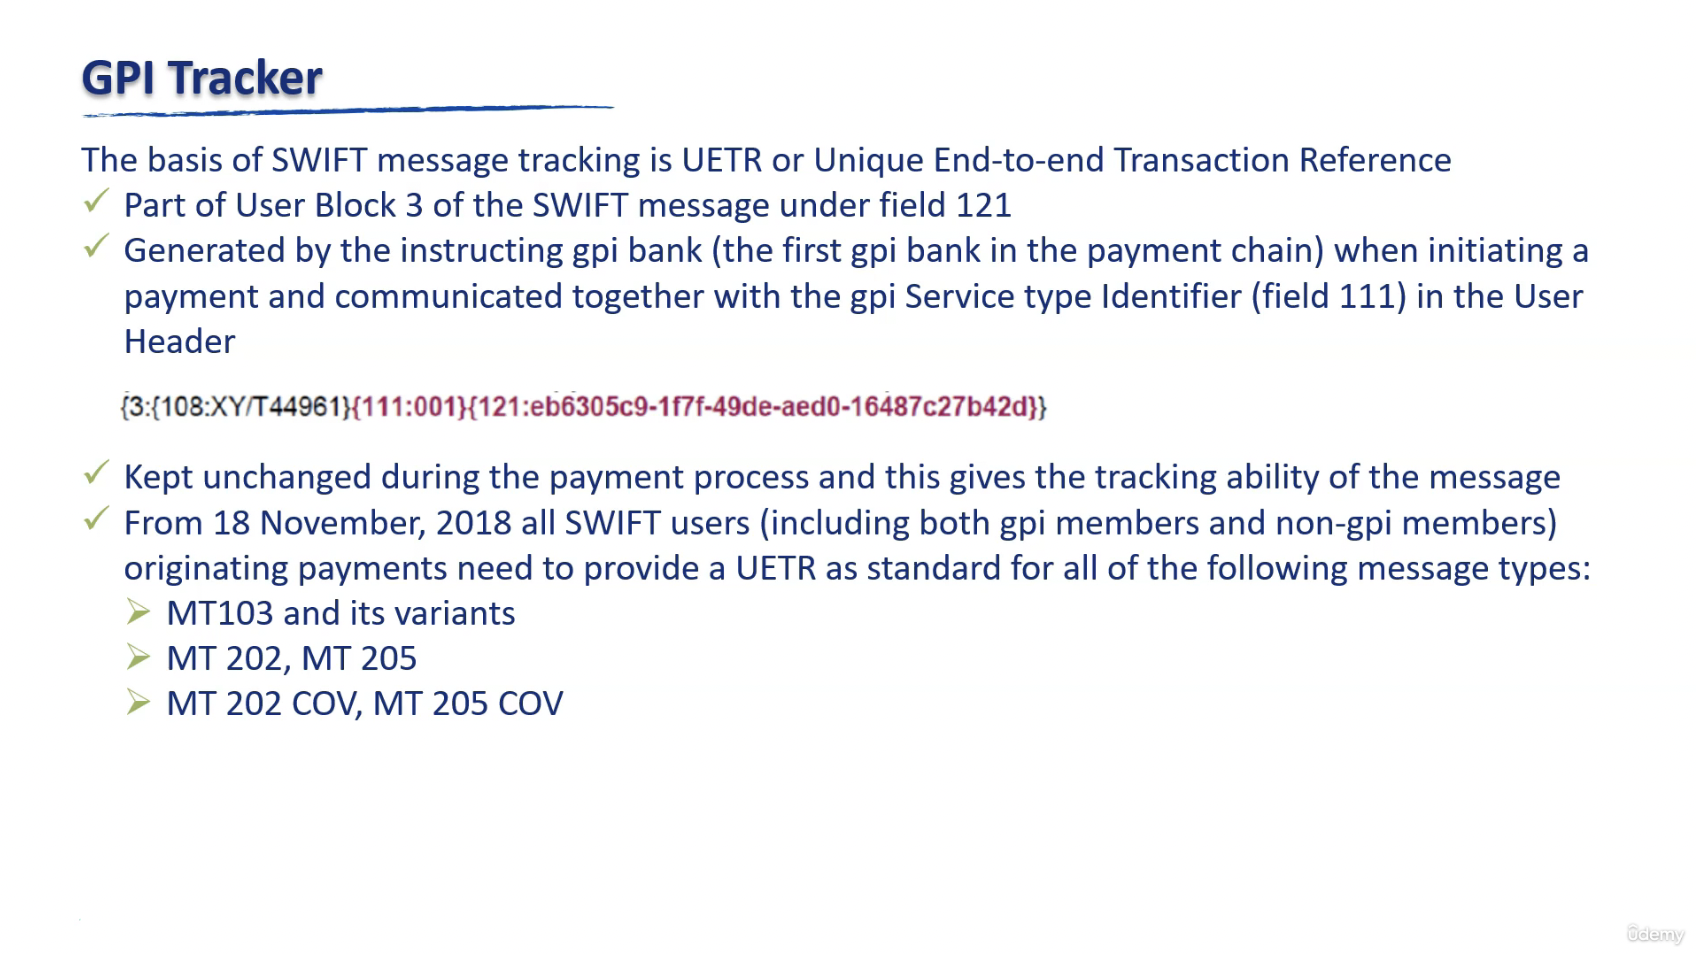 GPI Tracker
The basis of SWIFT message tracking is UETR or Unique End-to-end Transaction Reference
✓ Part of User Block 3 of the SWIFT message under field 121
✓ Generated by the instructing gpi bank (the first gpi bank in the payment chain) when initiating a
payment and communicated together with the gpi Service type Identifier (field 111) in the User
Header
{3:{108:XY/T44961}{111:001}{121:eb6305c9-1f7f-49de-aed0-16487c27b42d}}
✓ Kept unchanged during the payment process and this gives the tracking ability of the message
✓ From 18 November, 2018 all SWIFT users (including both gpi members and non-gpi members)
originating payments need to provide a UETR as standard for all of the following message types:
➢ MT103 and its variants
➢ MT 202, MT 205
➢ MT 202 COV, MT 205 COV
ûdemy